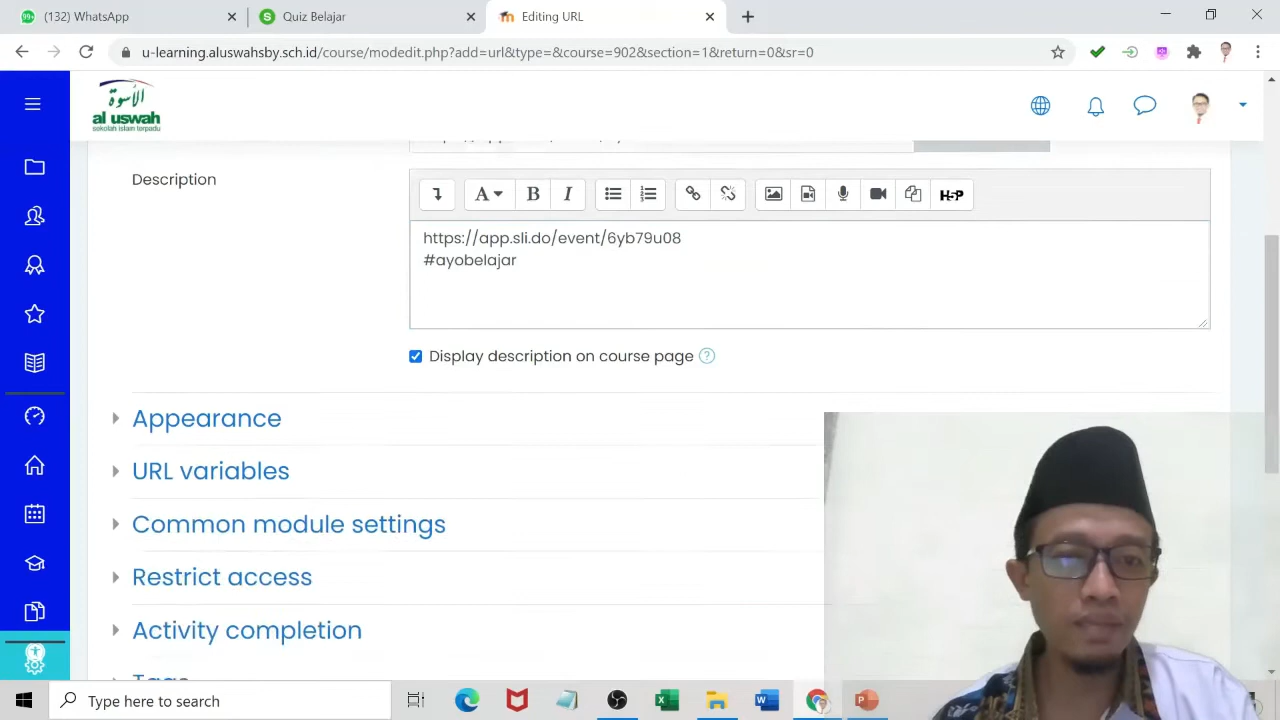 99+
(132) WhatsApp
S
Quiz Belajar
Editing URL
u-learning.aluswahsby.sch.id/course/modedit.php?add=url&type=&course=902&section=1&return=0&sr=0
الأسوة
al uswah
sekolah islam terpadu
Description
A
B
I
H5P
https://app.sli.do/event/6yb79u08
#ayobelajar
Display description on course page
?
Appearance
URL variables
Common module settings
Restrict access
Activity completion
Tags
Type here to search